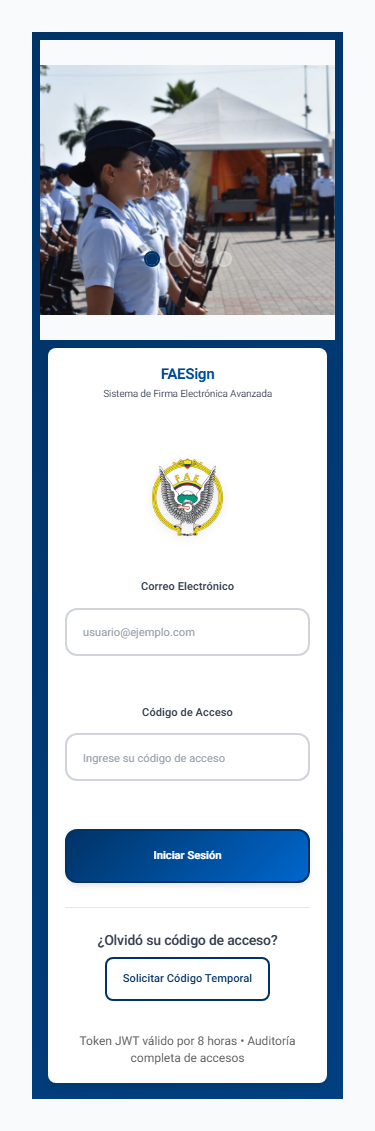 FAESign
Sistema de Firma Electrónica Avanzada
F.A.E
Correo Electrónico
usuario@ejemplo.com
Código de Acceso
Ingrese su código de acceso
Iniciar Sesión
¿Olvidó su código de acceso?
Solicitar Código Temporal
Token JWT válido por 8 horas • Auditoría
completa de accesos